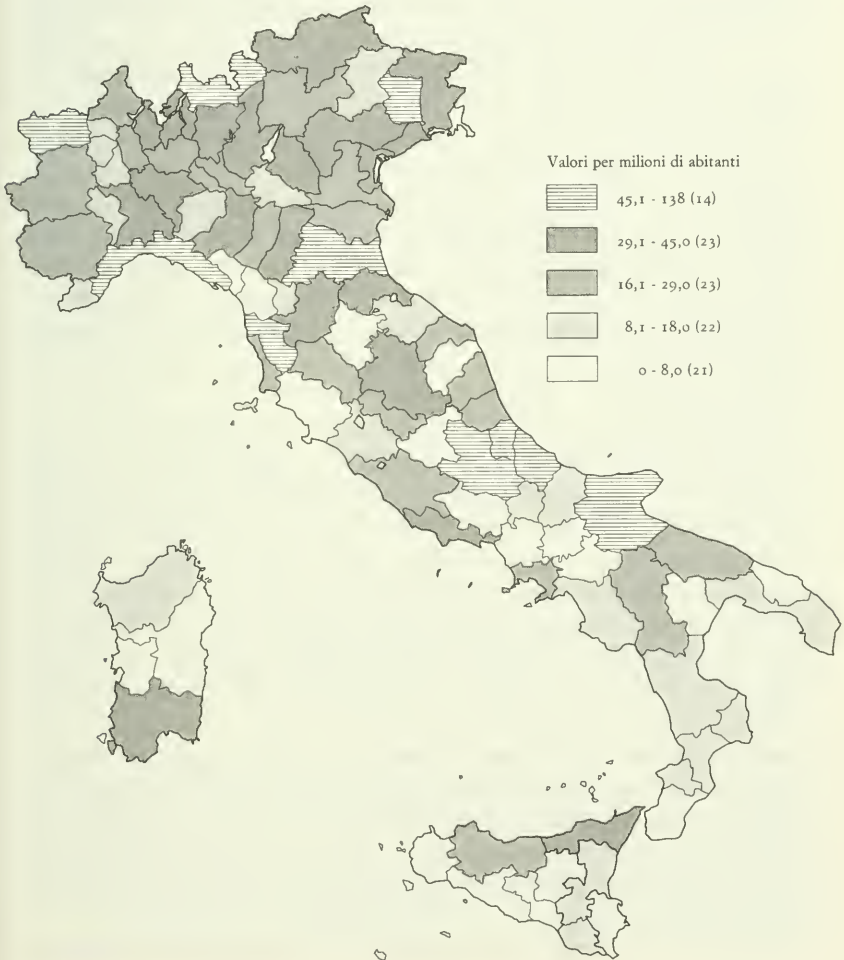 Valori per milioni di abitanti
45,1 - 138 (14)
29,1 - 45,0 (23)
16,1 - 29,0 (23)
8,1 - 18,0 (22)
0 - 8,0 (21)